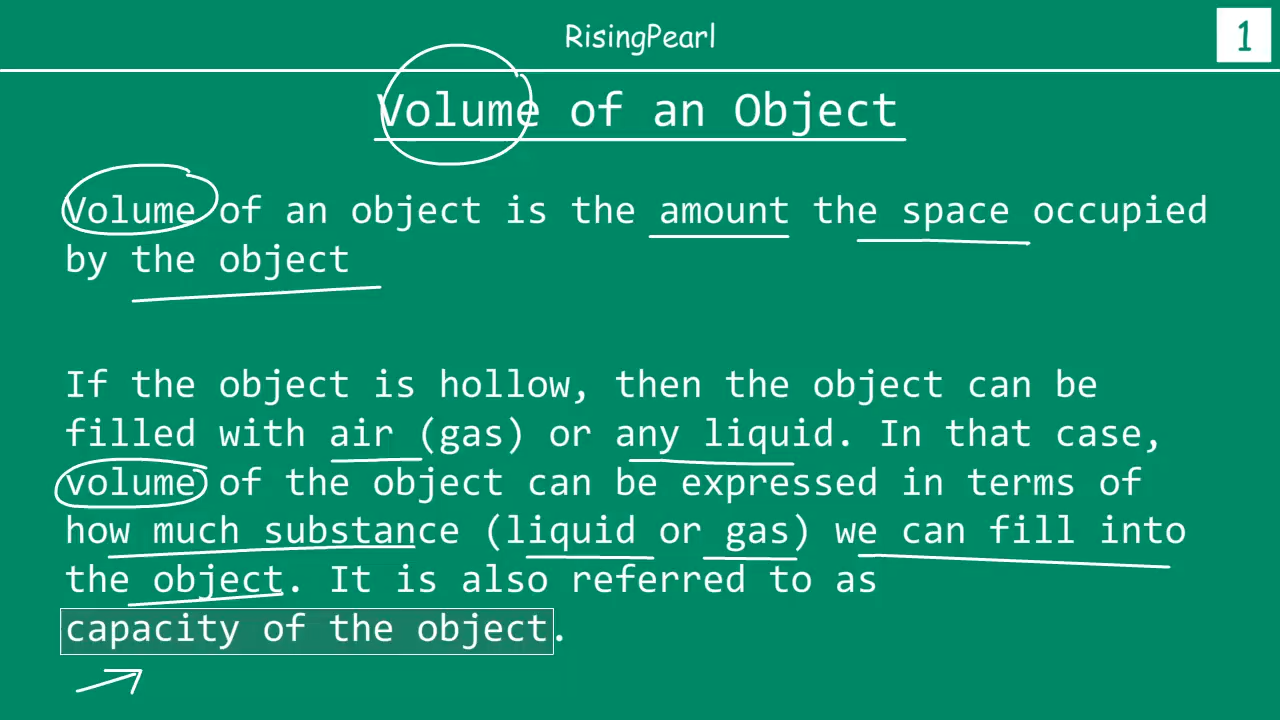 RisingPearl
1
Volume of an Object
Volume of an object is the amount the space occupied
by the object
If the object is hollow, then the object can be
filled with air (gas) or any liquid. In that case,
volume of the object can be expressed in terms of
how much substance (liquid or gas) we can fill into
the object. It is also referred to as
capacity of the object.